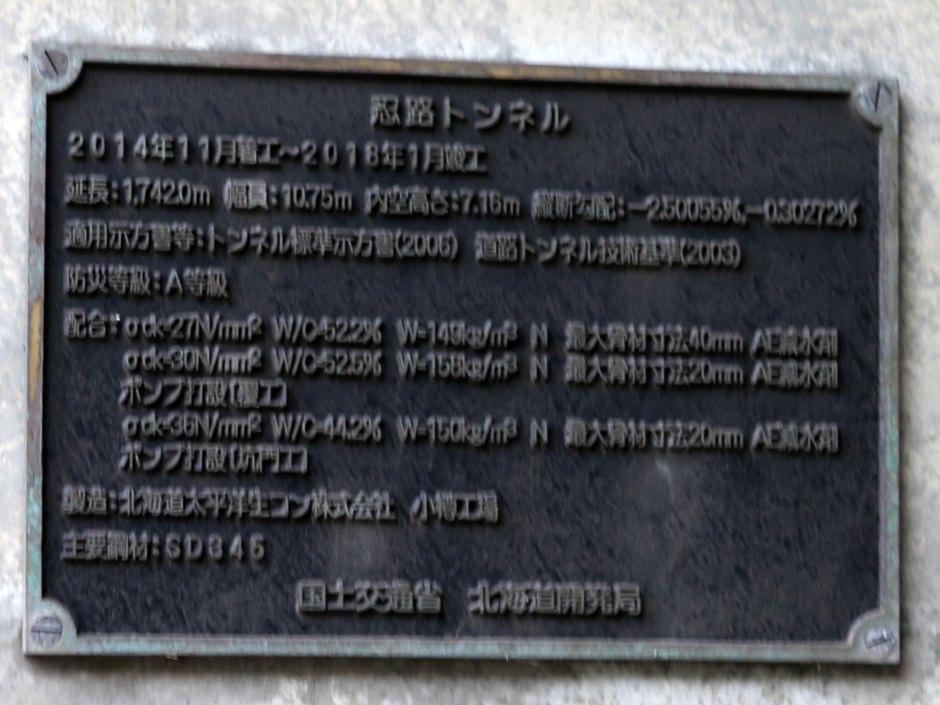 忍路トンネル
2014年11月着工~2018年1月竣工
延長:1,742.0m 幅員:10.75m 内空高さ:7.16m 縦断勾配:-2.50055%,-0.30272%
適用示方書等:トンネル標準示方書(2006) 道路トンネル技術基準(2003)
防災等級:A等級
配合:σck=27N/mm² W/C=52.2% W=149kg/m³ N 最大骨材寸法40mm AE減水剤
σck=30N/mm² W/C=52.5% W=158kg/m³ N 最大骨材寸法20mm AE減水剤
ポンプ打設〔覆工〕
σck=36N/mm² W/C=44.2% W=150kg/m³ N 最大骨材寸法20mm AE減水剤
ポンプ打設〔坑門工〕
製造:北海道太平洋生コン株式会社 小樽工場
主要鋼材:SD345
国土交通省 北海道開発局